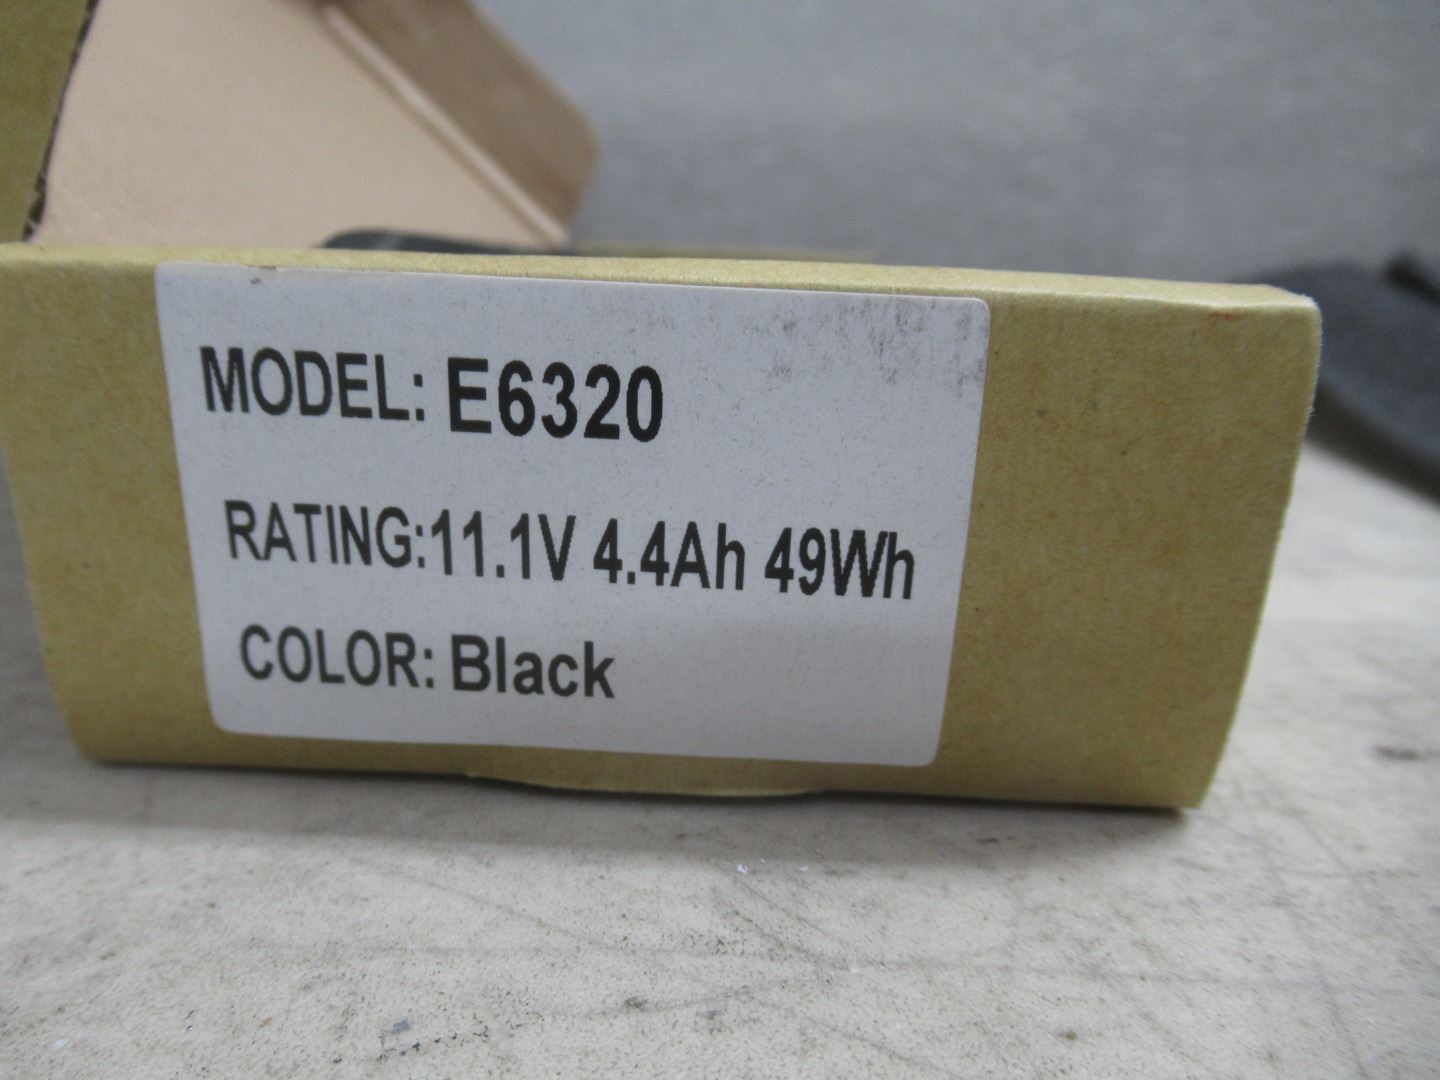 MODEL: E6320
RATING:11.1V 4.4Ah 49Wh
COLOR: Black